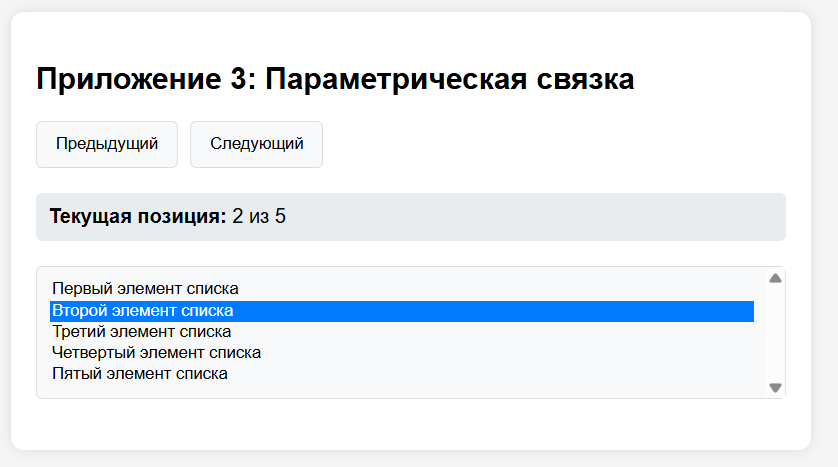 Приложение 3: Параметрическая связка
Предыдущий Следующий
Текущая позиция: 2 из 5
Первый элемент списка
Второй элемент списка
Третий элемент списка
Четвертый элемент списка
Пятый элемент списка